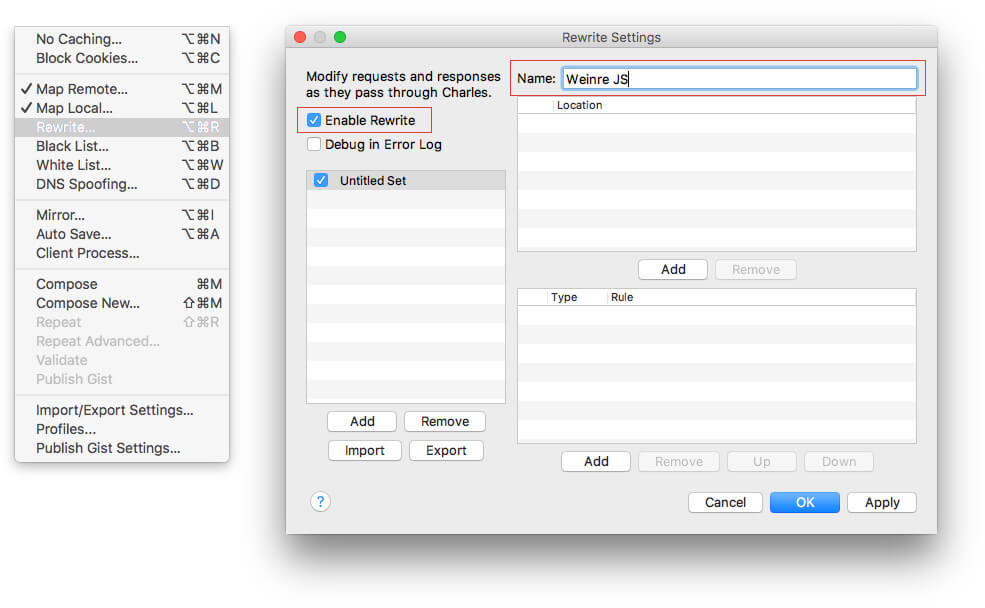 No Caching... ⌥⌘N
Block Cookies... ⌥⌘C
✓ Map Remote... ⌥⌘M
✓ Map Local... ⌥⌘L
Rewrite... ⌥⌘R
Black List... ⌥⌘B
White List... ⌥⌘W
DNS Spoofing... ⌥⌘D
Mirror... ⌥⌘I
Auto Save... ⌥⌘A
Client Process...
Compose ⌘M
Compose New... ⇧⌘M
Repeat ⇧⌘R
Repeat Advanced...
Validate
Publish Gist
Import/Export Settings...
Profiles...
Publish Gist Settings...
Rewrite Settings
Modify requests and responses
as they pass through Charles.
Enable Rewrite
Debug in Error Log
Untitled Set
Add Remove
Import Export
?
Name: Weinre JS
Location
Add Remove
Type Rule
Add Remove Up Down
Cancel OK Apply